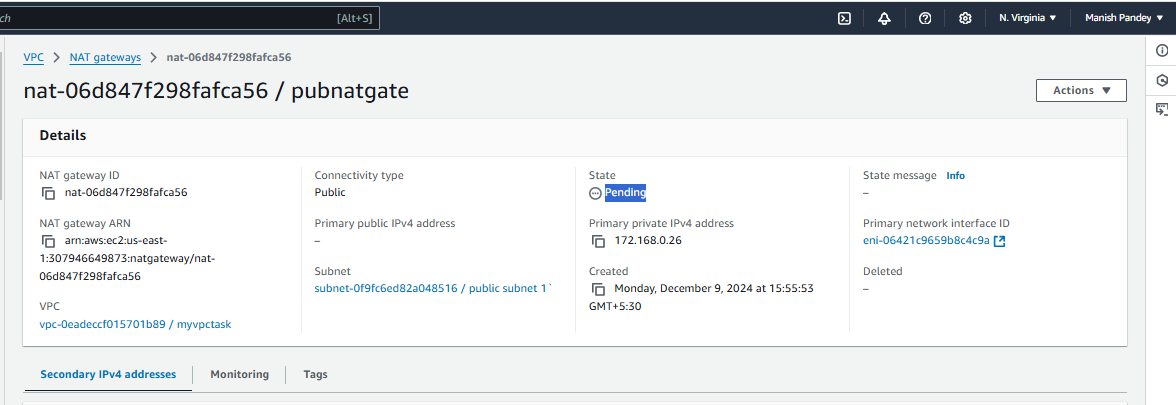 ch [Alt+S] N. Virginia ▼ Manish Pandey ▼
VPC > NAT gateways > nat-06d847f298fafca56
nat-06d847f298fafca56 / pubnatgate
Actions ▼
Details
NAT gateway ID
nat-06d847f298fafca56
NAT gateway ARN
arn:aws:ec2:us-east-
1:307946649873:natgateway/nat-
06d847f298fafca56
VPC
vpc-0eadeccf015701b89 / myvpctask
Connectivity type
Public
Primary public IPv4 address
–
Subnet
subnet-0f9fc6ed82a048516 / public subnet 1`
State
Pending
Primary private IPv4 address
172.168.0.26
Created
Monday, December 9, 2024 at 15:55:53
GMT+5:30
State message Info
–
Primary network interface ID
eni-06421c9659b8c4c9a
Deleted
–
Secondary IPv4 addresses Monitoring Tags